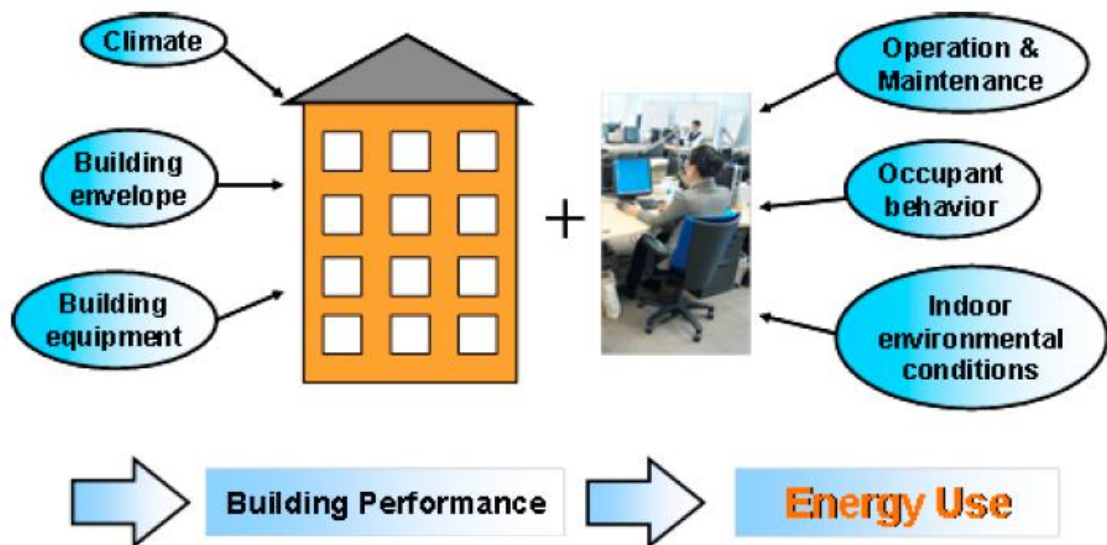 Climate
Building
envelope
Building
equipment
+
Operation &
Maintenance
Occupant
behavior
Indoor
environmental
conditions
Building Performance
Energy Use